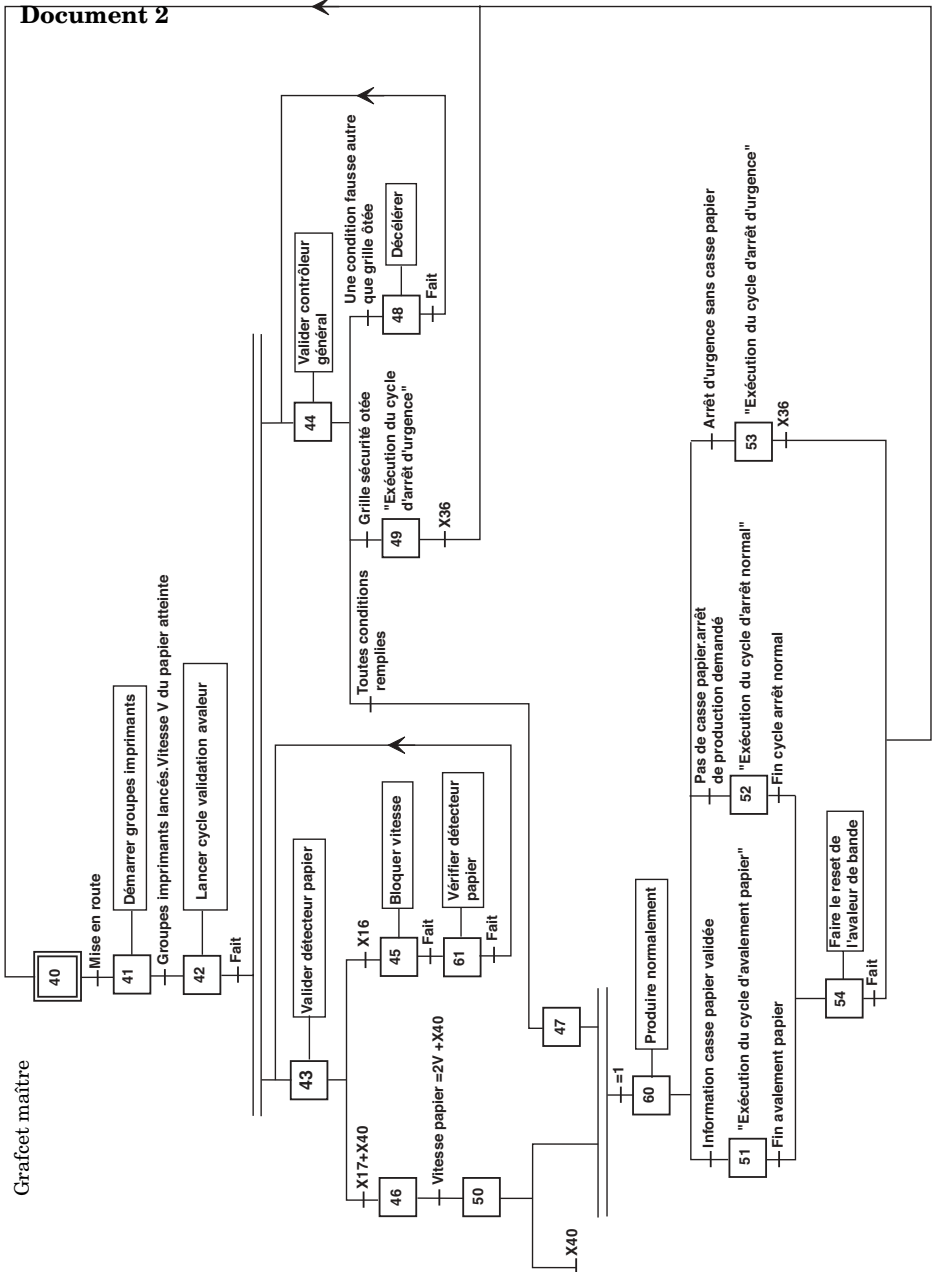 Document 2
Grafcet maître
40
Mise en route
41
Démarrer groupes imprimants
Groupes imprimants lancés.Vitesse V du papier atteinte
42
Lancer cycle validation avaleur
Fait
43
Valider détecteur papier
X17+X40
46
Vitesse papier =2V +X40
50
X40
X16
45
Bloquer vitesse
Fait
61
Vérifier détecteur
papier
Fait
44
Valider contrôleur
général
Toutes conditions
remplies
47
Grille sécurité otée
49
"Exécution du cycle
d'arrêt d'urgence"
X36
Une condition fausse autre
que grille ôtée
48
Décélérer
Fait
=1
60
Produire normalement
Information casse papier validée
51
"Exécution du cycle d'avalement papier"
Fin avalement papier
Pas de casse papier.arrêt
de production demandé
52
"Exécution du cycle d'arrêt normal"
Fin cycle arrêt normal
Arrêt d'urgence sans casse papier
53
"Exécution du cycle d'arrêt d'urgence"
X36
54
Faire le reset de
l'avaleur de bande
Fait